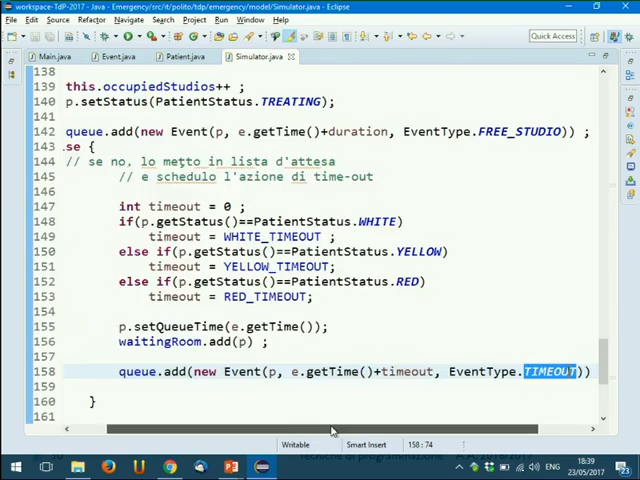 workspace-TdP-2017 - Java - Emergency/src/it/polito/tdp/emergency/model/Simulator.java - Eclipse
File Edit Source Refactor Navigate Search Project Run Window Help
Quick Access
Main.java Event.java Patient.java Simulator.java
138
139 this.occupiedStudios++ ;
140 p.setStatus(PatientStatus.TREATING);
141
142 queue.add(new Event(p, e.getTime()+duration, EventType.FREE_STUDIO)) ;
143 .se {
144 // se no, lo metto in lista d'attesa
145 // e schedulo l'azione di time-out
146
147 int timeout = 0 ;
148 if(p.getStatus()==PatientStatus.WHITE)
149 timeout = WHITE_TIMEOUT ;
150 else if(p.getStatus()==PatientStatus.YELLOW)
151 timeout = YELLOW_TIMEOUT;
152 else if(p.getStatus()==PatientStatus.RED)
153 timeout = RED_TIMEOUT;
154
155 p.setQueueTime(e.getTime());
156 waitingRoom.add(p) ;
157
158 queue.add(new Event(p, e.getTime()+timeout, EventType.TIMEOUT))
159
160 }
161
Writable Smart Insert 158 : 74
Tecniche di programmazione A.A. 2016/2017
ENG 18:39
23/05/2017